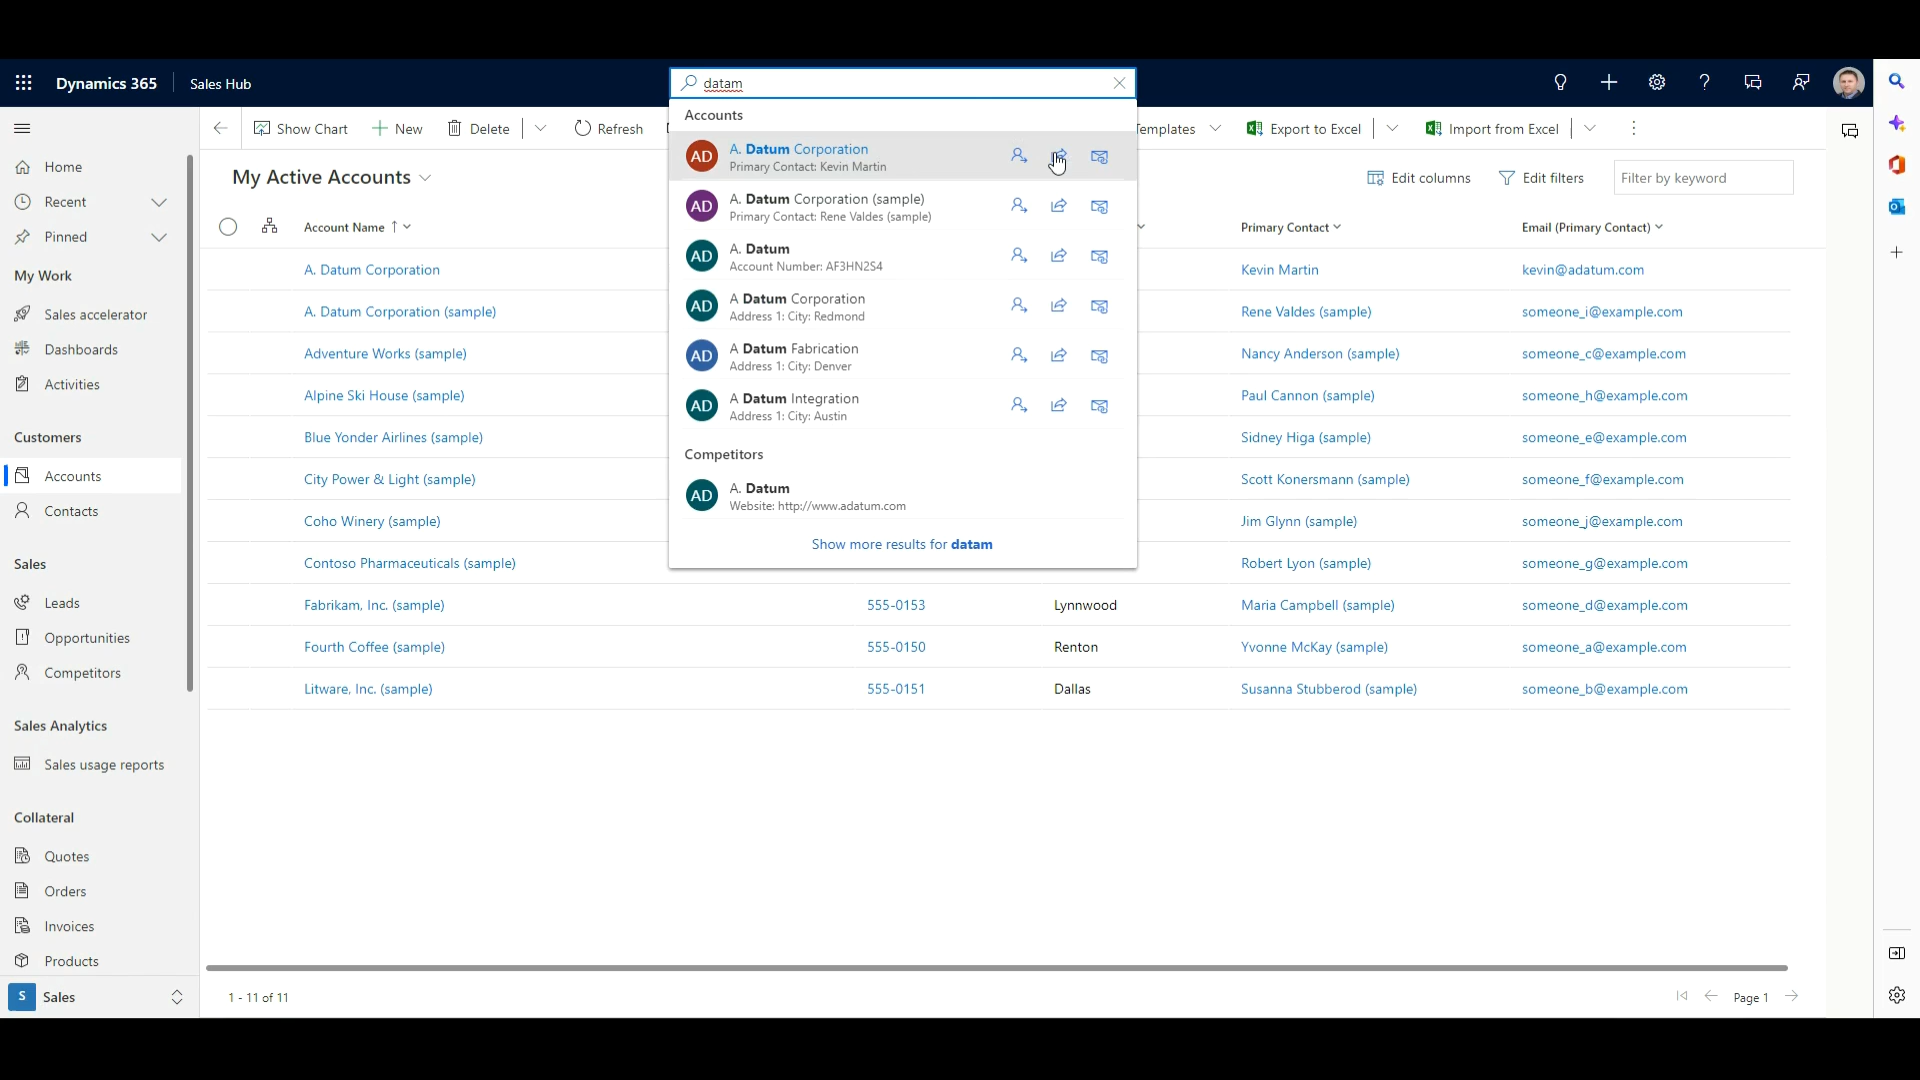 Dynamics 365
Sales Hub
datam
Show Chart
New
Delete
Refresh
emplates
Export to Excel
Import from Excel
Home
Recent
Pinned
My Work
Sales accelerator
Dashboards
Activities
Customers
Accounts
Contacts
Sales
Leads
Opportunities
Competitors
Sales Analytics
Sales usage reports
Collateral
Quotes
Orders
Invoices
Products
S
Sales
My Active Accounts
Edit columns
Edit filters
Filter by keyword
Accounts
AD
A. Datum Corporation
Primary Contact: Kevin Martin
AD
A. Datum Corporation (sample)
Primary Contact: Rene Valdes (sample)
AD
A. Datum
Account Number: AF3HN2S4
AD
A Datum Corporation
Address 1: City: Redmond
AD
A Datum Fabrication
Address 1: City: Denver
AD
A Datum Integration
Address 1: City: Austin
Competitors
AD
A. Datum
Website: http://www.adatum.com
Show more results for datam
Account Name ↑
Primary Contact
Email (Primary Contact)
A. Datum Corporation
Kevin Martin
kevin@adatum.com
A. Datum Corporation (sample)
Rene Valdes (sample)
someone_i@example.com
Adventure Works (sample)
Nancy Anderson (sample)
someone_c@example.com
Alpine Ski House (sample)
Paul Cannon (sample)
someone_h@example.com
Blue Yonder Airlines (sample)
Sidney Higa (sample)
someone_e@example.com
City Power & Light (sample)
Scott Konersmann (sample)
someone_f@example.com
Coho Winery (sample)
Jim Glynn (sample)
someone_j@example.com
Contoso Pharmaceuticals (sample)
Robert Lyon (sample)
someone_g@example.com
Fabrikam, Inc. (sample)
555-0153
Lynnwood
Maria Campbell (sample)
someone_d@example.com
Fourth Coffee (sample)
555-0150
Renton
Yvonne McKay (sample)
someone_a@example.com
Litware, Inc. (sample)
555-0151
Dallas
Susanna Stubberod (sample)
someone_b@example.com
1 - 11 of 11
Page 1